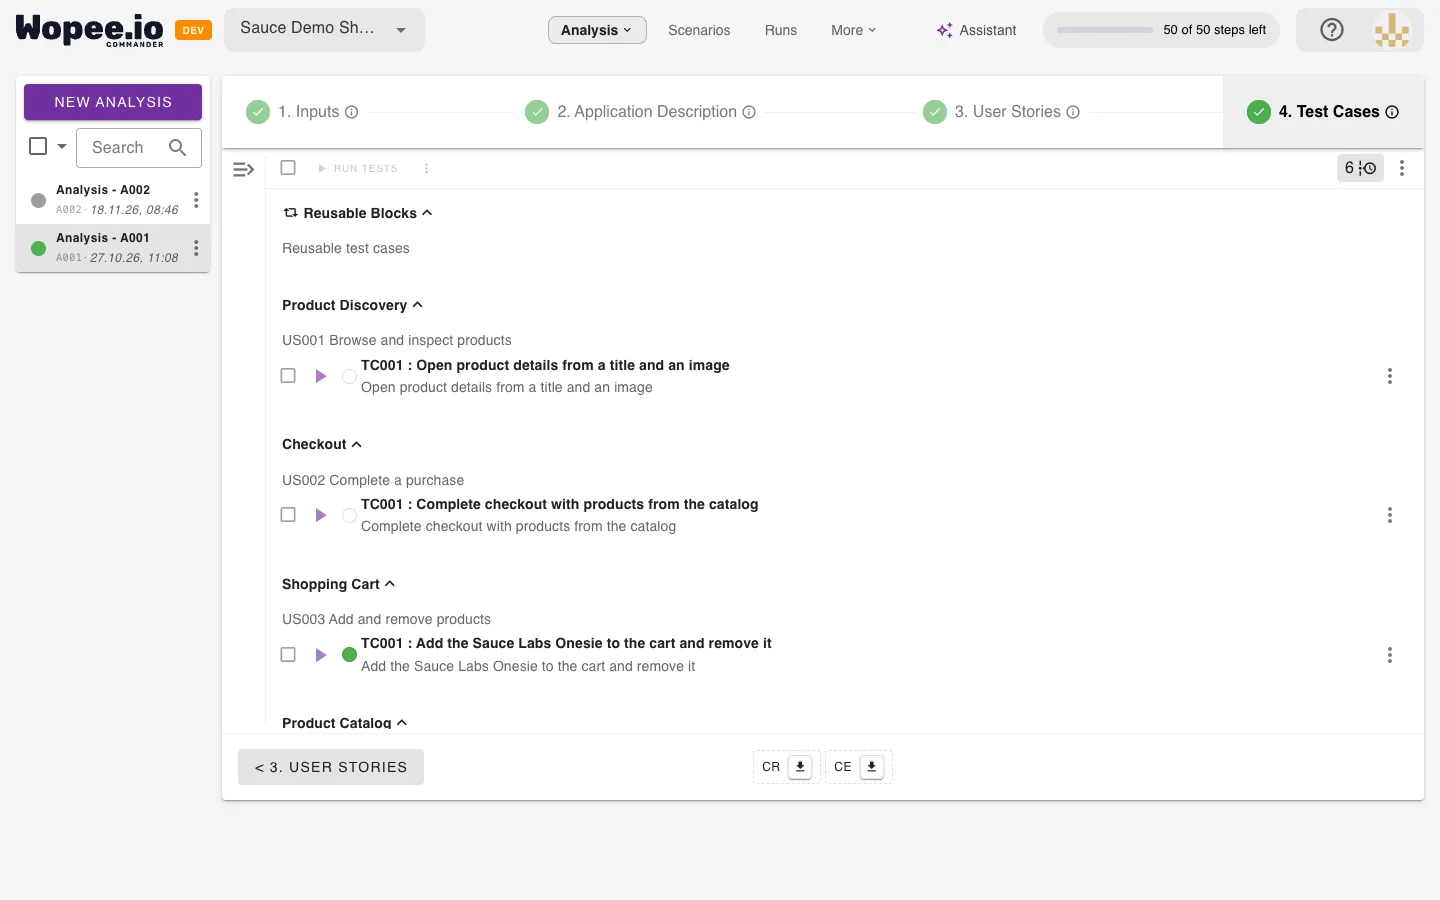 Wopee.io
COMMANDER
DEV
Sauce Demo Sh...
Analysis
Scenarios
Runs
More
Assistant
50 of 50 steps left
NEW ANALYSIS
Search
Analysis - A002
A002 · 18.11.26, 08:46
Analysis - A001
A001 · 27.10.26, 11:08
1. Inputs
2. Application Description
3. User Stories
4. Test Cases
RUN TESTS
6
Reusable Blocks
Reusable test cases
Product Discovery
US001 Browse and inspect products
TC001 : Open product details from a title and an image
Open product details from a title and an image
Checkout
US002 Complete a purchase
TC001 : Complete checkout with products from the catalog
Complete checkout with products from the catalog
Shopping Cart
US003 Add and remove products
TC001 : Add the Sauce Labs Onesie to the cart and remove it
Add the Sauce Labs Onesie to the cart and remove it
Product Catalog
< 3. USER STORIES
CR
CE